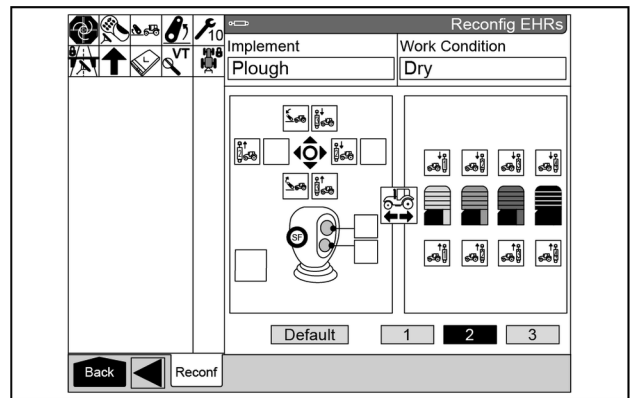 10
Reconfig EHRs
VT
Implement
Work Condition
Plough
Dry
SF
Default
1
2
3
Back
Reconf